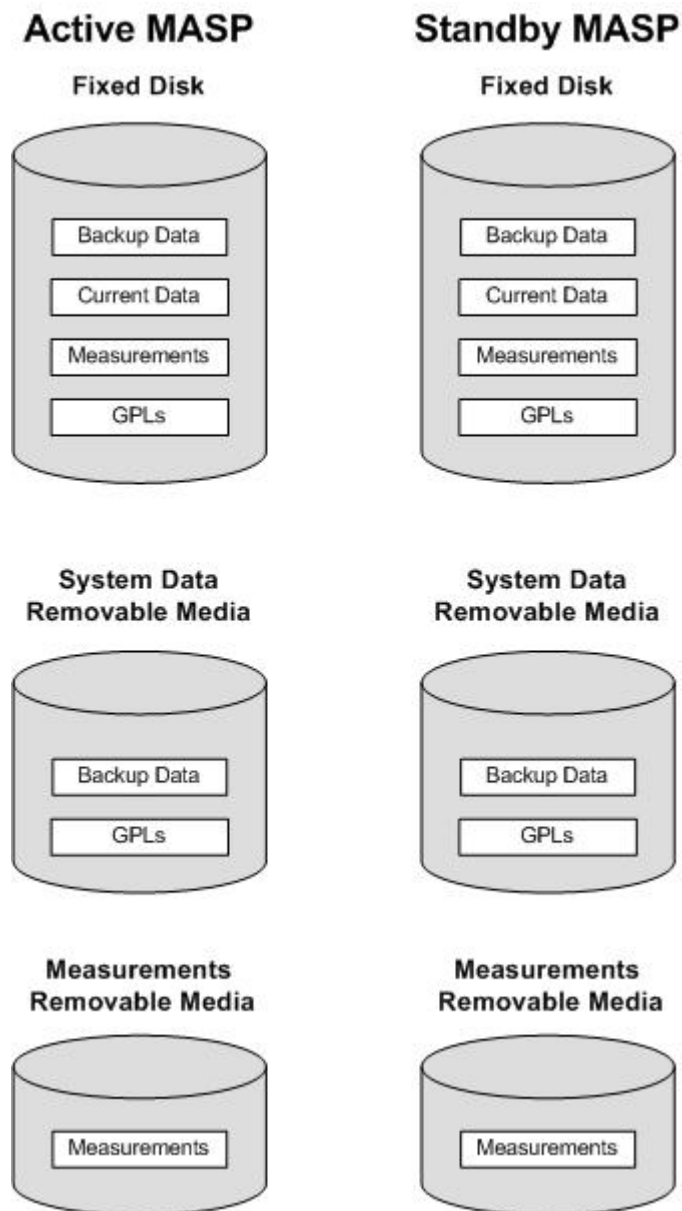 Active MASP
Standby MASP
Fixed Disk
Fixed Disk
Backup Data
Backup Data
Current Data
Current Data
Measurements
Measurements
GPLs
GPLs
System Data
Removable Media
System Data
Removable Media
Backup Data
Backup Data
GPLs
GPLs
Measurements
Removable Media
Measurements
Removable Media
Measurements
Measurements